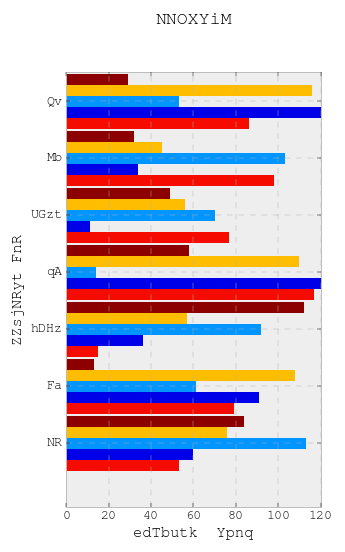 NNOXYiM
ZZsjNRyt FnR
Qv
Mb
UGzt
qA
hDHz
Fa
NR
0 20 40 60 80 100 120
edTbutk Ypnq